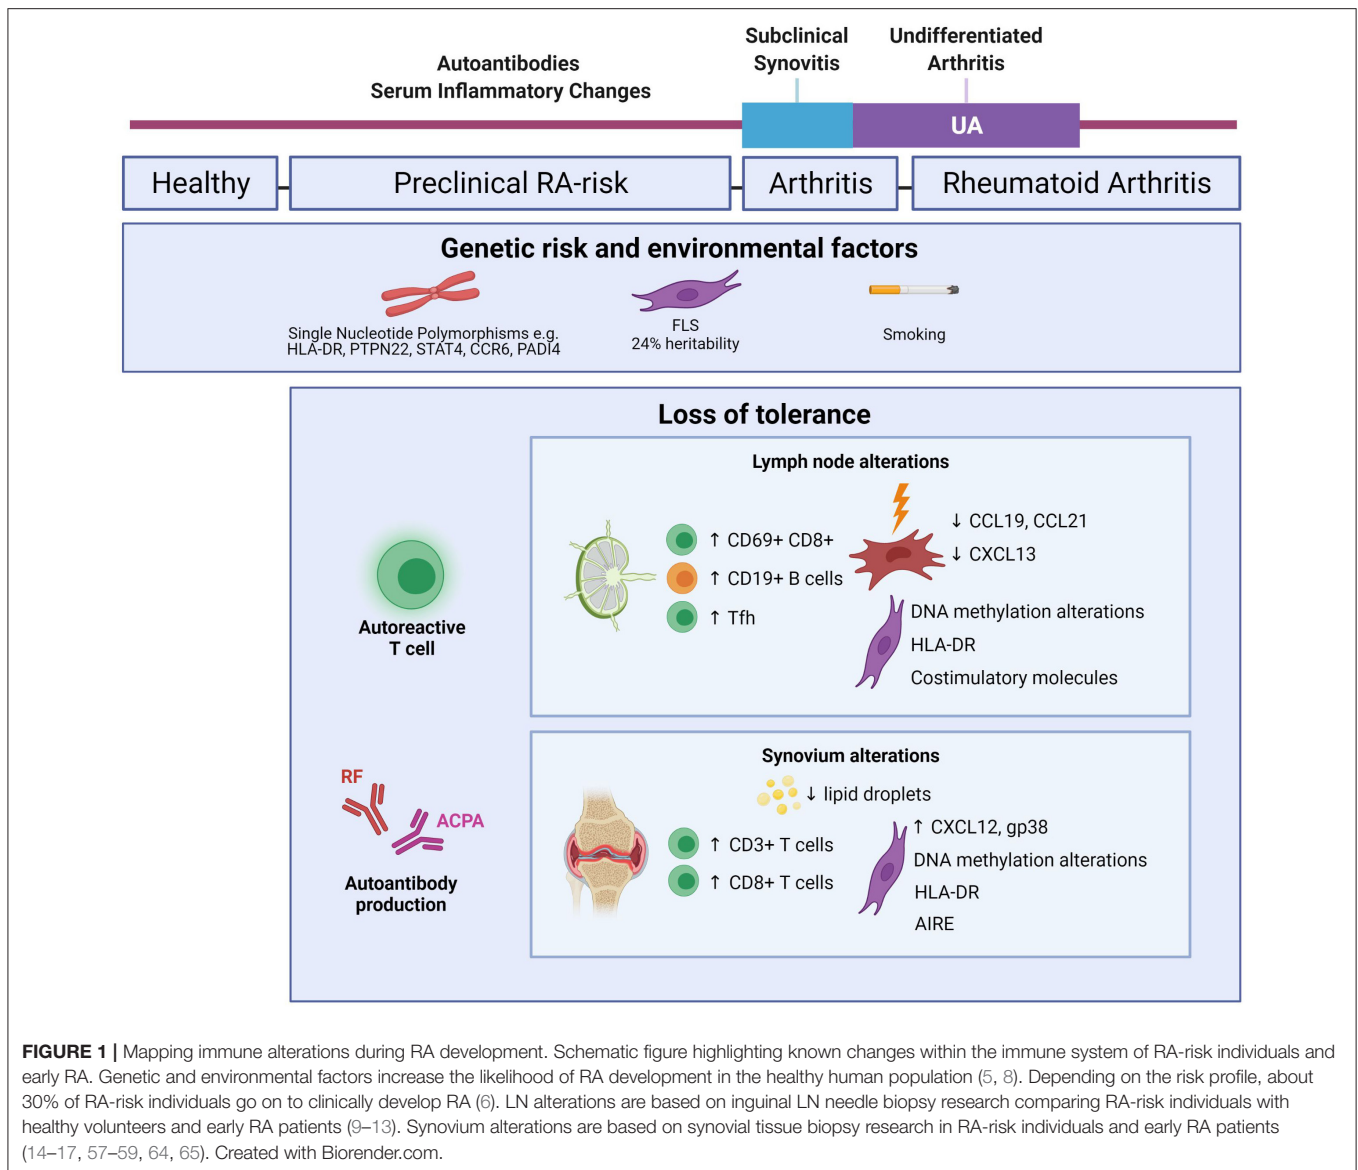 Autoantibodies
Serum Inflammatory Changes
Subclinical
Synovitis
Undifferentiated
Arthritis
UA
Healthy
Preclinical RA-risk
Arthritis
Rheumatoid Arthritis
Genetic risk and environmental factors
Single Nucleotide Polymorphisms e.g.
HLA-DR, PTPN22, STAT4, CCR6, PADI4
FLS
24% heritability
Smoking
Loss of tolerance
Autoreactive
T cell
Lymph node alterations
↑ CD69+ CD8+
↑ CD19+ B cells
↑ Tfh
↓ CCL19, CCL21
↓ CXCL13
DNA methylation alterations
HLA-DR
Costimulatory molecules
RF
ACPA
Autoantibody
production
Synovium alterations
↓ lipid droplets
↑ CD3+ T cells
↑ CD8+ T cells
↑ CXCL12, gp38
DNA methylation alterations
HLA-DR
AIRE
FIGURE 1 | Mapping immune alterations during RA development. Schematic figure highlighting known changes within the immune system of RA-risk individuals and
early RA. Genetic and environmental factors increase the likelihood of RA development in the healthy human population (5, 8). Depending on the risk profile, about
30% of RA-risk individuals go on to clinically develop RA (6). LN alterations are based on inguinal LN needle biopsy research comparing RA-risk individuals with
healthy volunteers and early RA patients (9–13). Synovium alterations are based on synovial tissue biopsy research in RA-risk individuals and early RA patients
(14–17, 57–59, 64, 65). Created with Biorender.com.